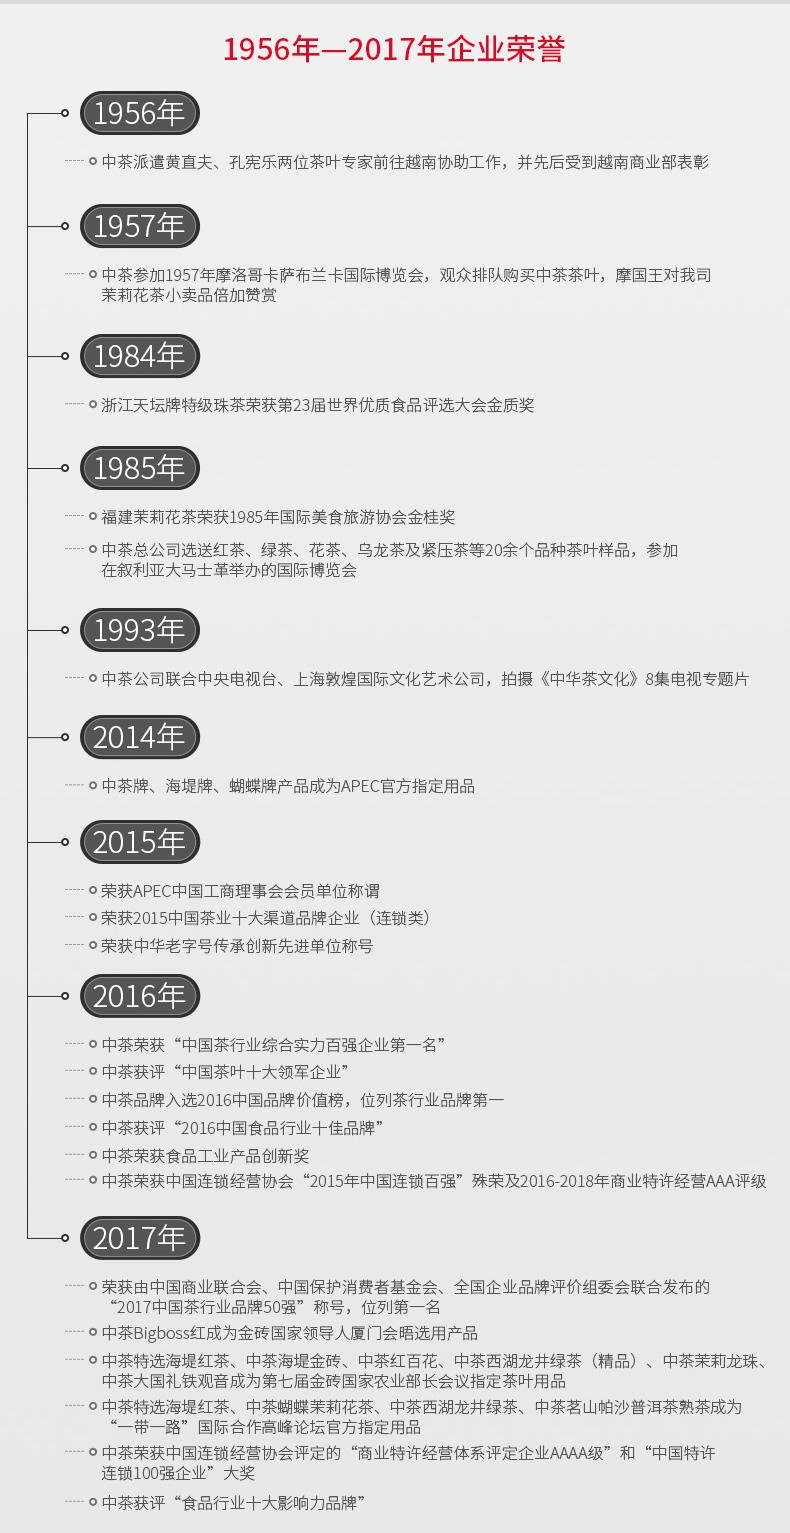 1956年—2017年企业荣誉
1956年
中茶派遣黄直夫、孔宪乐两位茶叶专家前往越南协助工作，并先后受到越南商业部表彰
1957年
中茶参加1957年摩洛哥卡萨布兰卡国际博览会，观众排队购买中茶茶叶，摩国王对我司
茉莉花茶小卖品倍加赞赏
1984年
浙江天坛牌特级珠茶荣获第23届世界优质食品评选大会金质奖
1985年
福建茉莉花茶荣获1985年国际美食旅游协会金桂奖
中茶总公司选送红茶、绿茶、花茶、乌龙茶及紧压茶等20余个品种茶叶样品，参加
在叙利亚大马士革举办的国际博览会
1993年
中茶公司联合中央电视台、上海敦煌国际文化艺术公司，拍摄《中华茶文化》8集电视专题片
2014年
中茶牌、海堤牌、蝴蝶牌产品成为APEC官方指定用品
2015年
荣获APEC中国工商理事会会员单位称谓
荣获2015中国茶业十大渠道品牌企业（连锁类）
荣获中华老字号传承创新先进单位称号
2016年
中茶荣获“中国茶行业综合实力百强企业第一名”
中茶获评“中国茶叶十大领军企业”
中茶品牌入选2016中国品牌价值榜，位列茶行业品牌第一
中茶获评“2016中国食品行业十佳品牌”
中茶荣获食品工业产品创新奖
中茶荣获中国连锁经营协会“2015年中国连锁百强”殊荣及2016-2018年商业特许经营AAA评级
2017年
荣获由中国商业联合会、中国保护消费者基金会、全国企业品牌评价组委会联合发布的
“2017中国茶行业品牌50强”称号，位列第一名
中茶Bigboss红成为金砖国家领导人厦门会晤选用产品
中茶特选海堤红茶、中茶海堤金砖、中茶红百花、中茶西湖龙井绿茶（精品）、中茶茉莉龙珠、
中茶大国礼铁观音成为第七届金砖国家农业部长会议指定茶叶用品
中茶特选海堤红茶、中茶蝴蝶茉莉花茶、中茶西湖龙井绿茶、中茶茗山帕沙普洱茶熟茶成为
“一带一路”国际合作高峰论坛官方指定用品
中茶荣获中国连锁经营协会评定的“商业特许经营体系评定企业AAAA级”和“中国特许
连锁100强企业”大奖
中茶获评“食品行业十大影响力品牌”